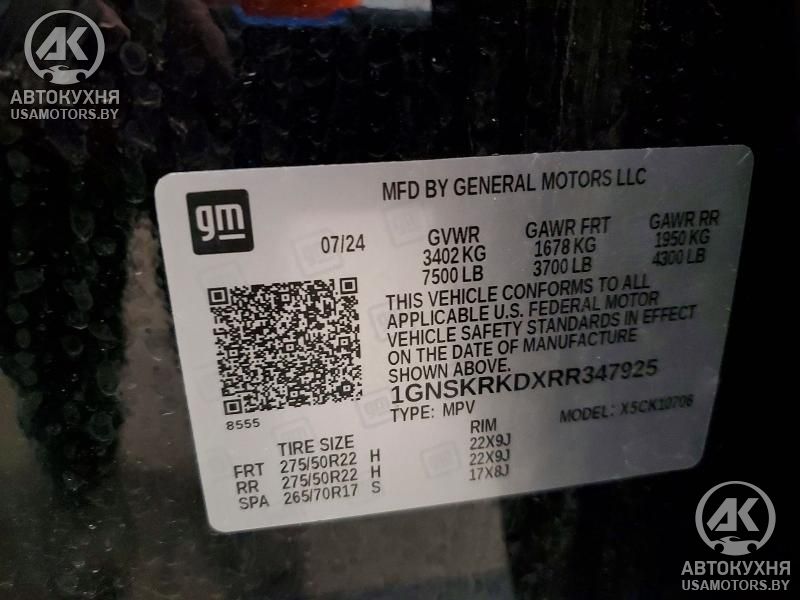 AK
АВТОКУХНЯ
USAMOTORS.BY
gm
MFD BY GENERAL MOTORS LLC
07/24
GVWR
3402 KG
7500 LB
GAWR FRT
1678 KG
3700 LB
GAWR RR
1950 KG
4300 LB
THIS VEHICLE CONFORMS TO ALL
APPLICABLE U.S. FEDERAL MOTOR
VEHICLE SAFETY STANDARDS IN EFFECT
ON THE DATE OF MANUFACTURE
SHOWN ABOVE.
1GNSKRKDXRR347925
TYPE: MPV MODEL: X5CK10706
8555
TIRE SIZE RIM
FRT 275/50R22 H 22X9J
RR 275/50R22 H 22X9J
SPA 265/70R17 S 17X8J
AK
АВТОКУХНЯ
USAMOTORS.BY